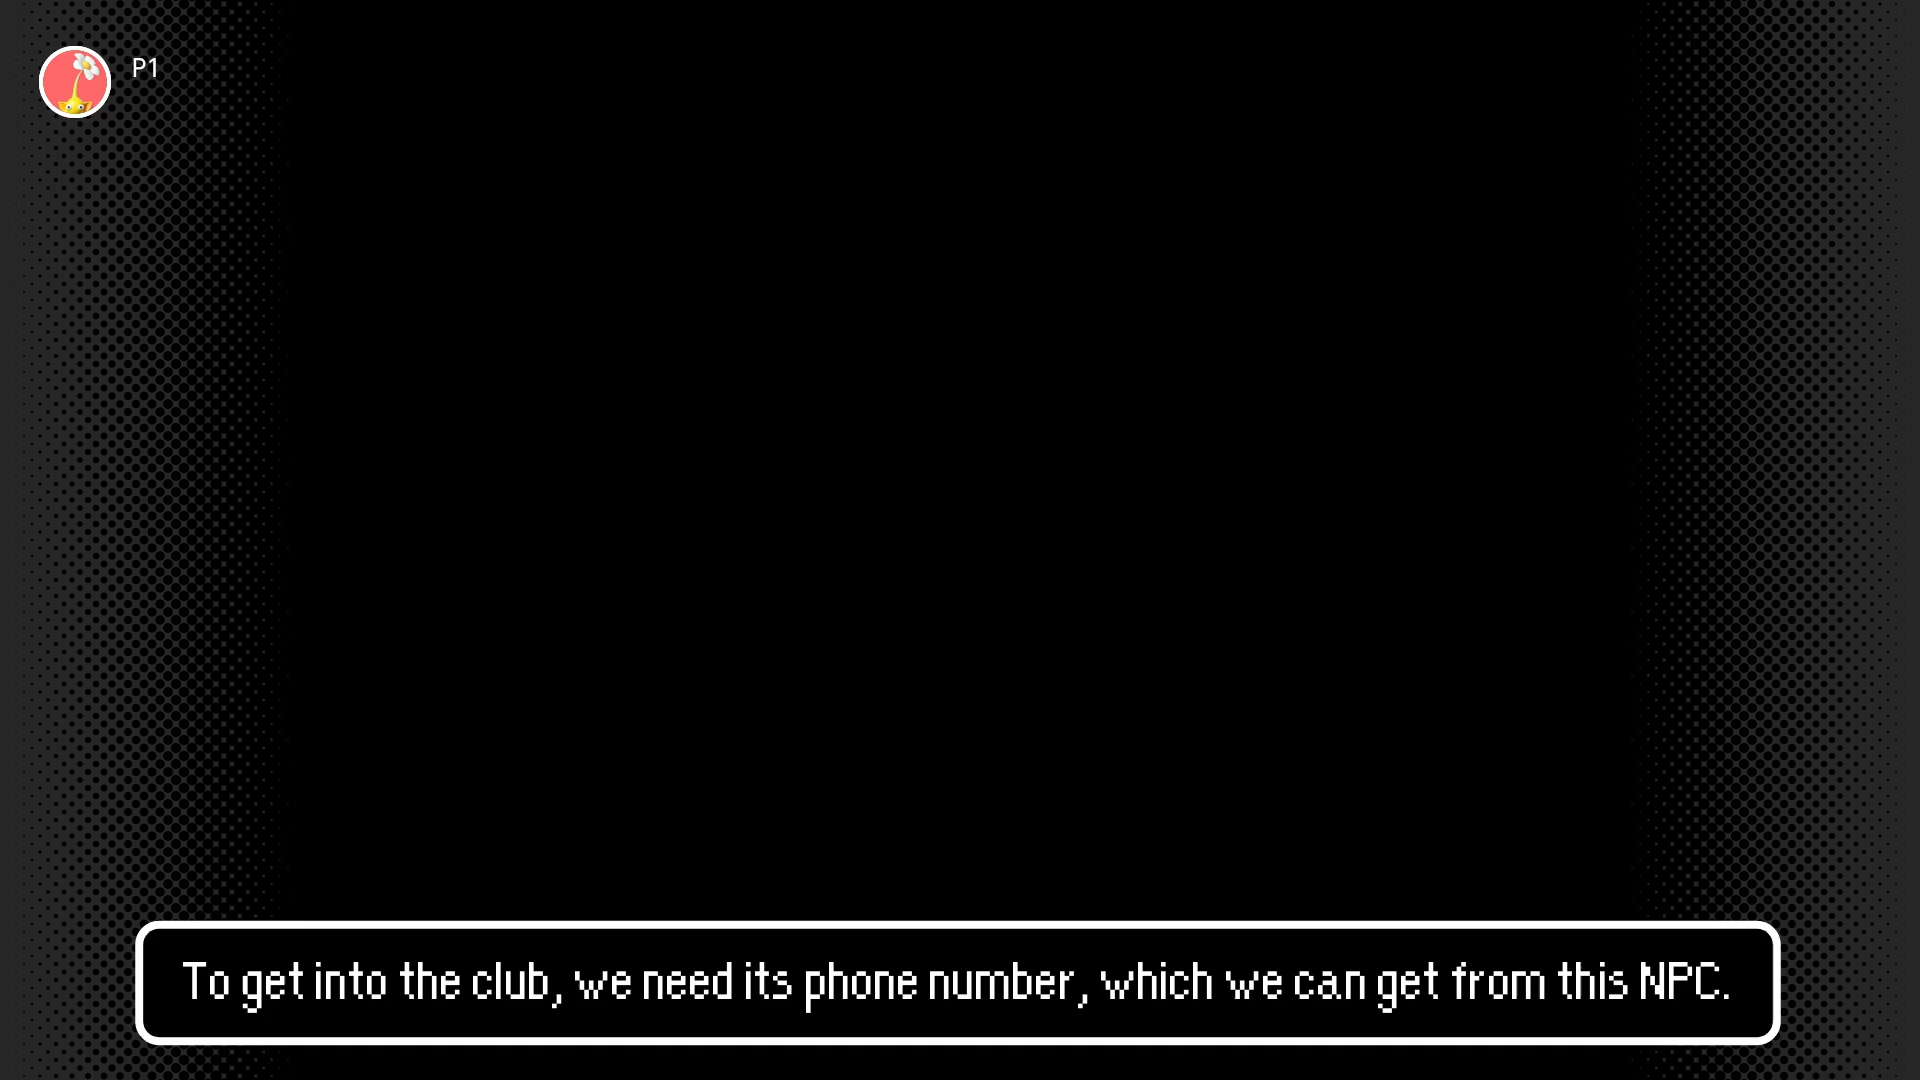 P1
To get into the club, we need its phone number, which we can get from this NPC.